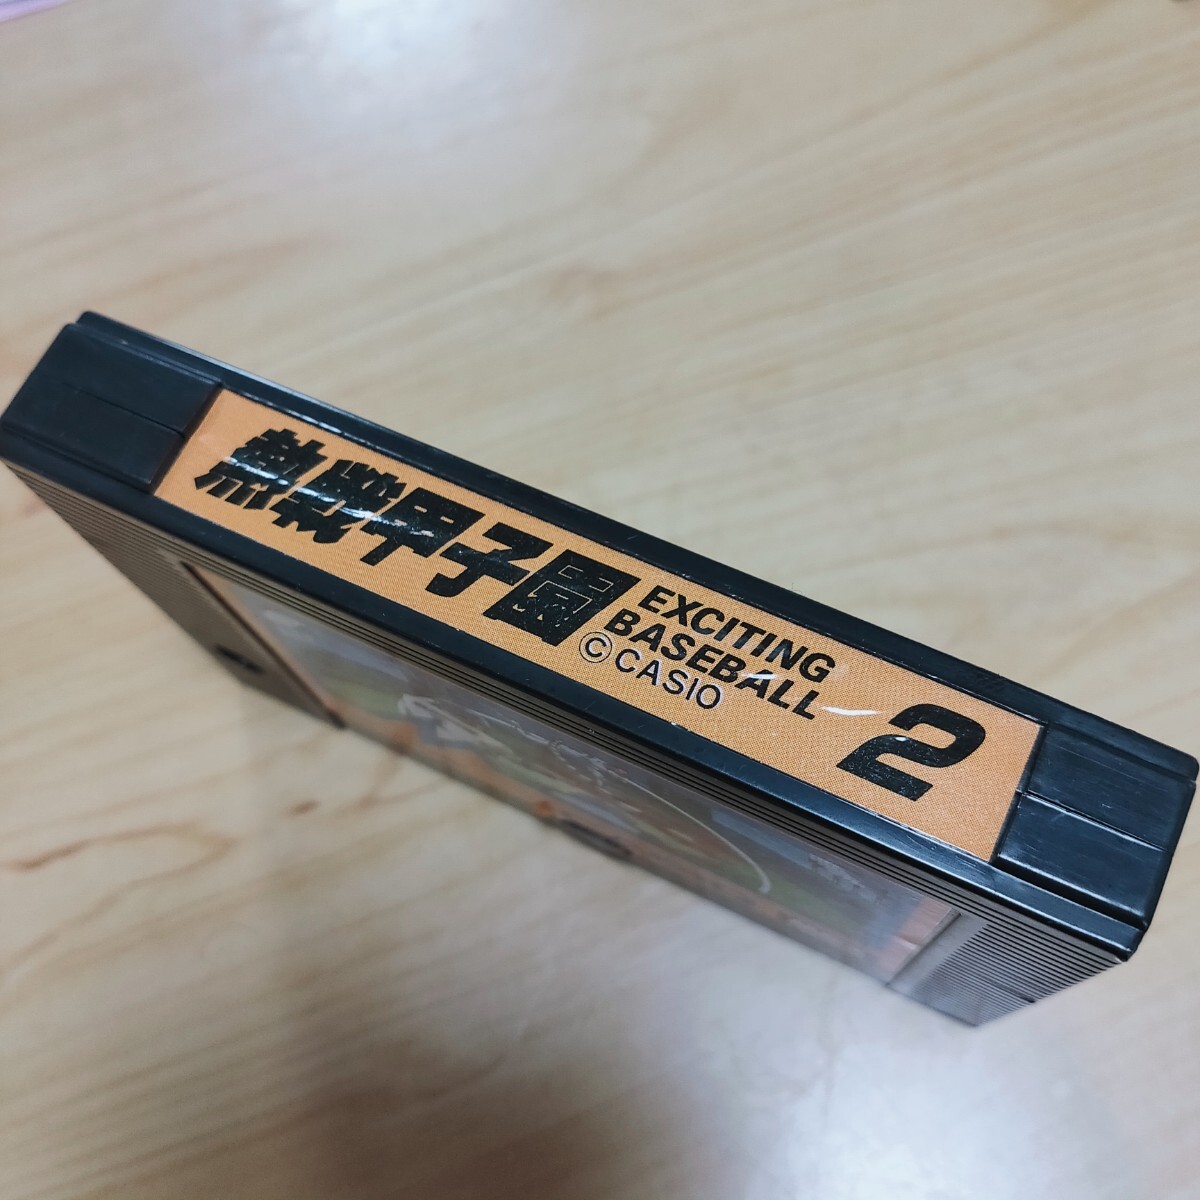 熱戦甲子園
EXCITING
BASEBALL
©CASIO
2